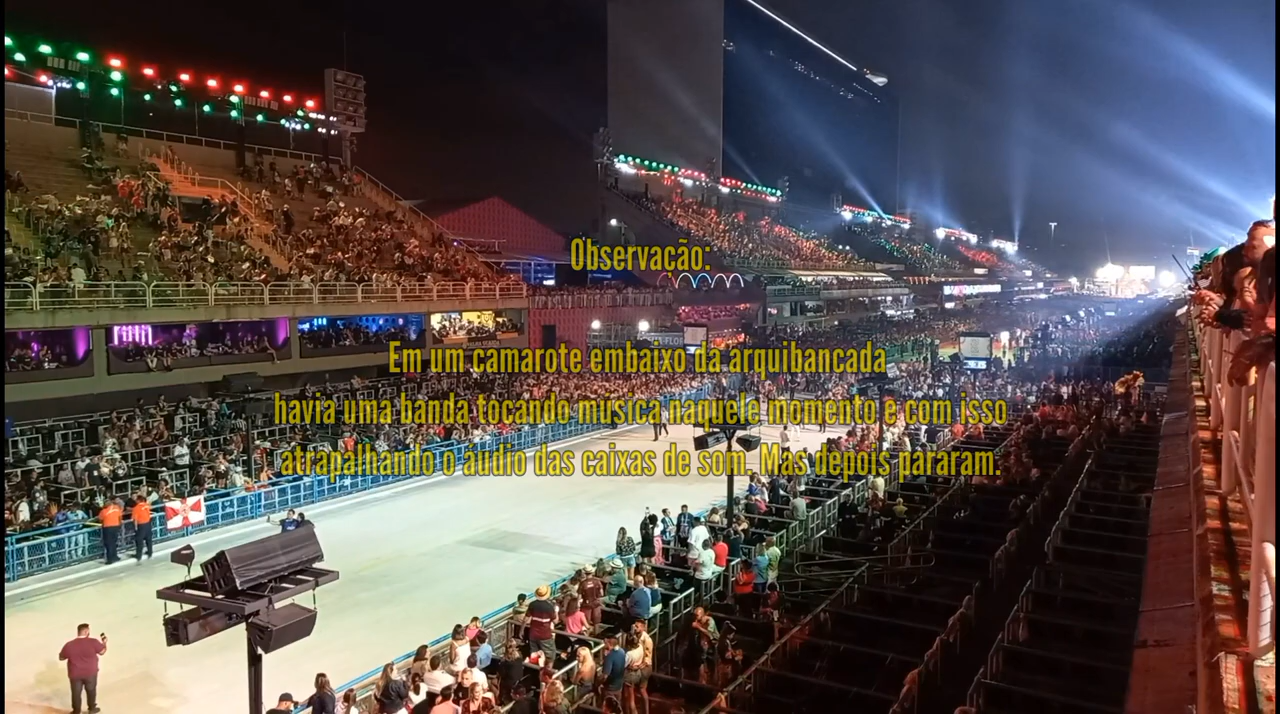 Observação:
Em um camarote embaixo da arquibancada
havia uma banda tocando música naquele momento e com isso
atrapalhando o áudio das caixas de som. Mas depois pararam.